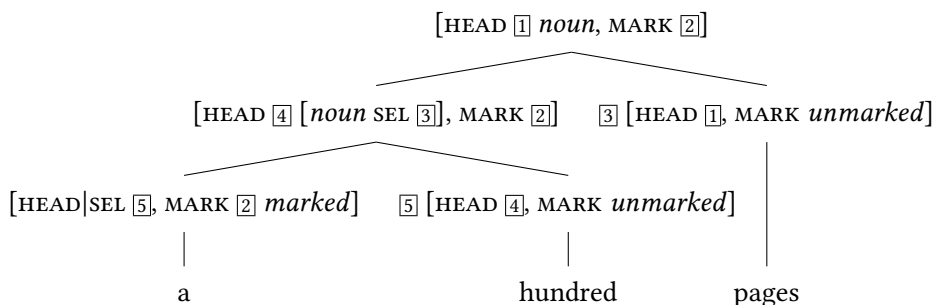 [HEAD 1 noun, MARK 2]
[HEAD 4 [noun SEL 3], MARK 2] 3 [HEAD 1, MARK unmarked]
[HEAD|SEL 5, MARK 2 marked] 5 [HEAD 4, MARK unmarked]
a hundred pages